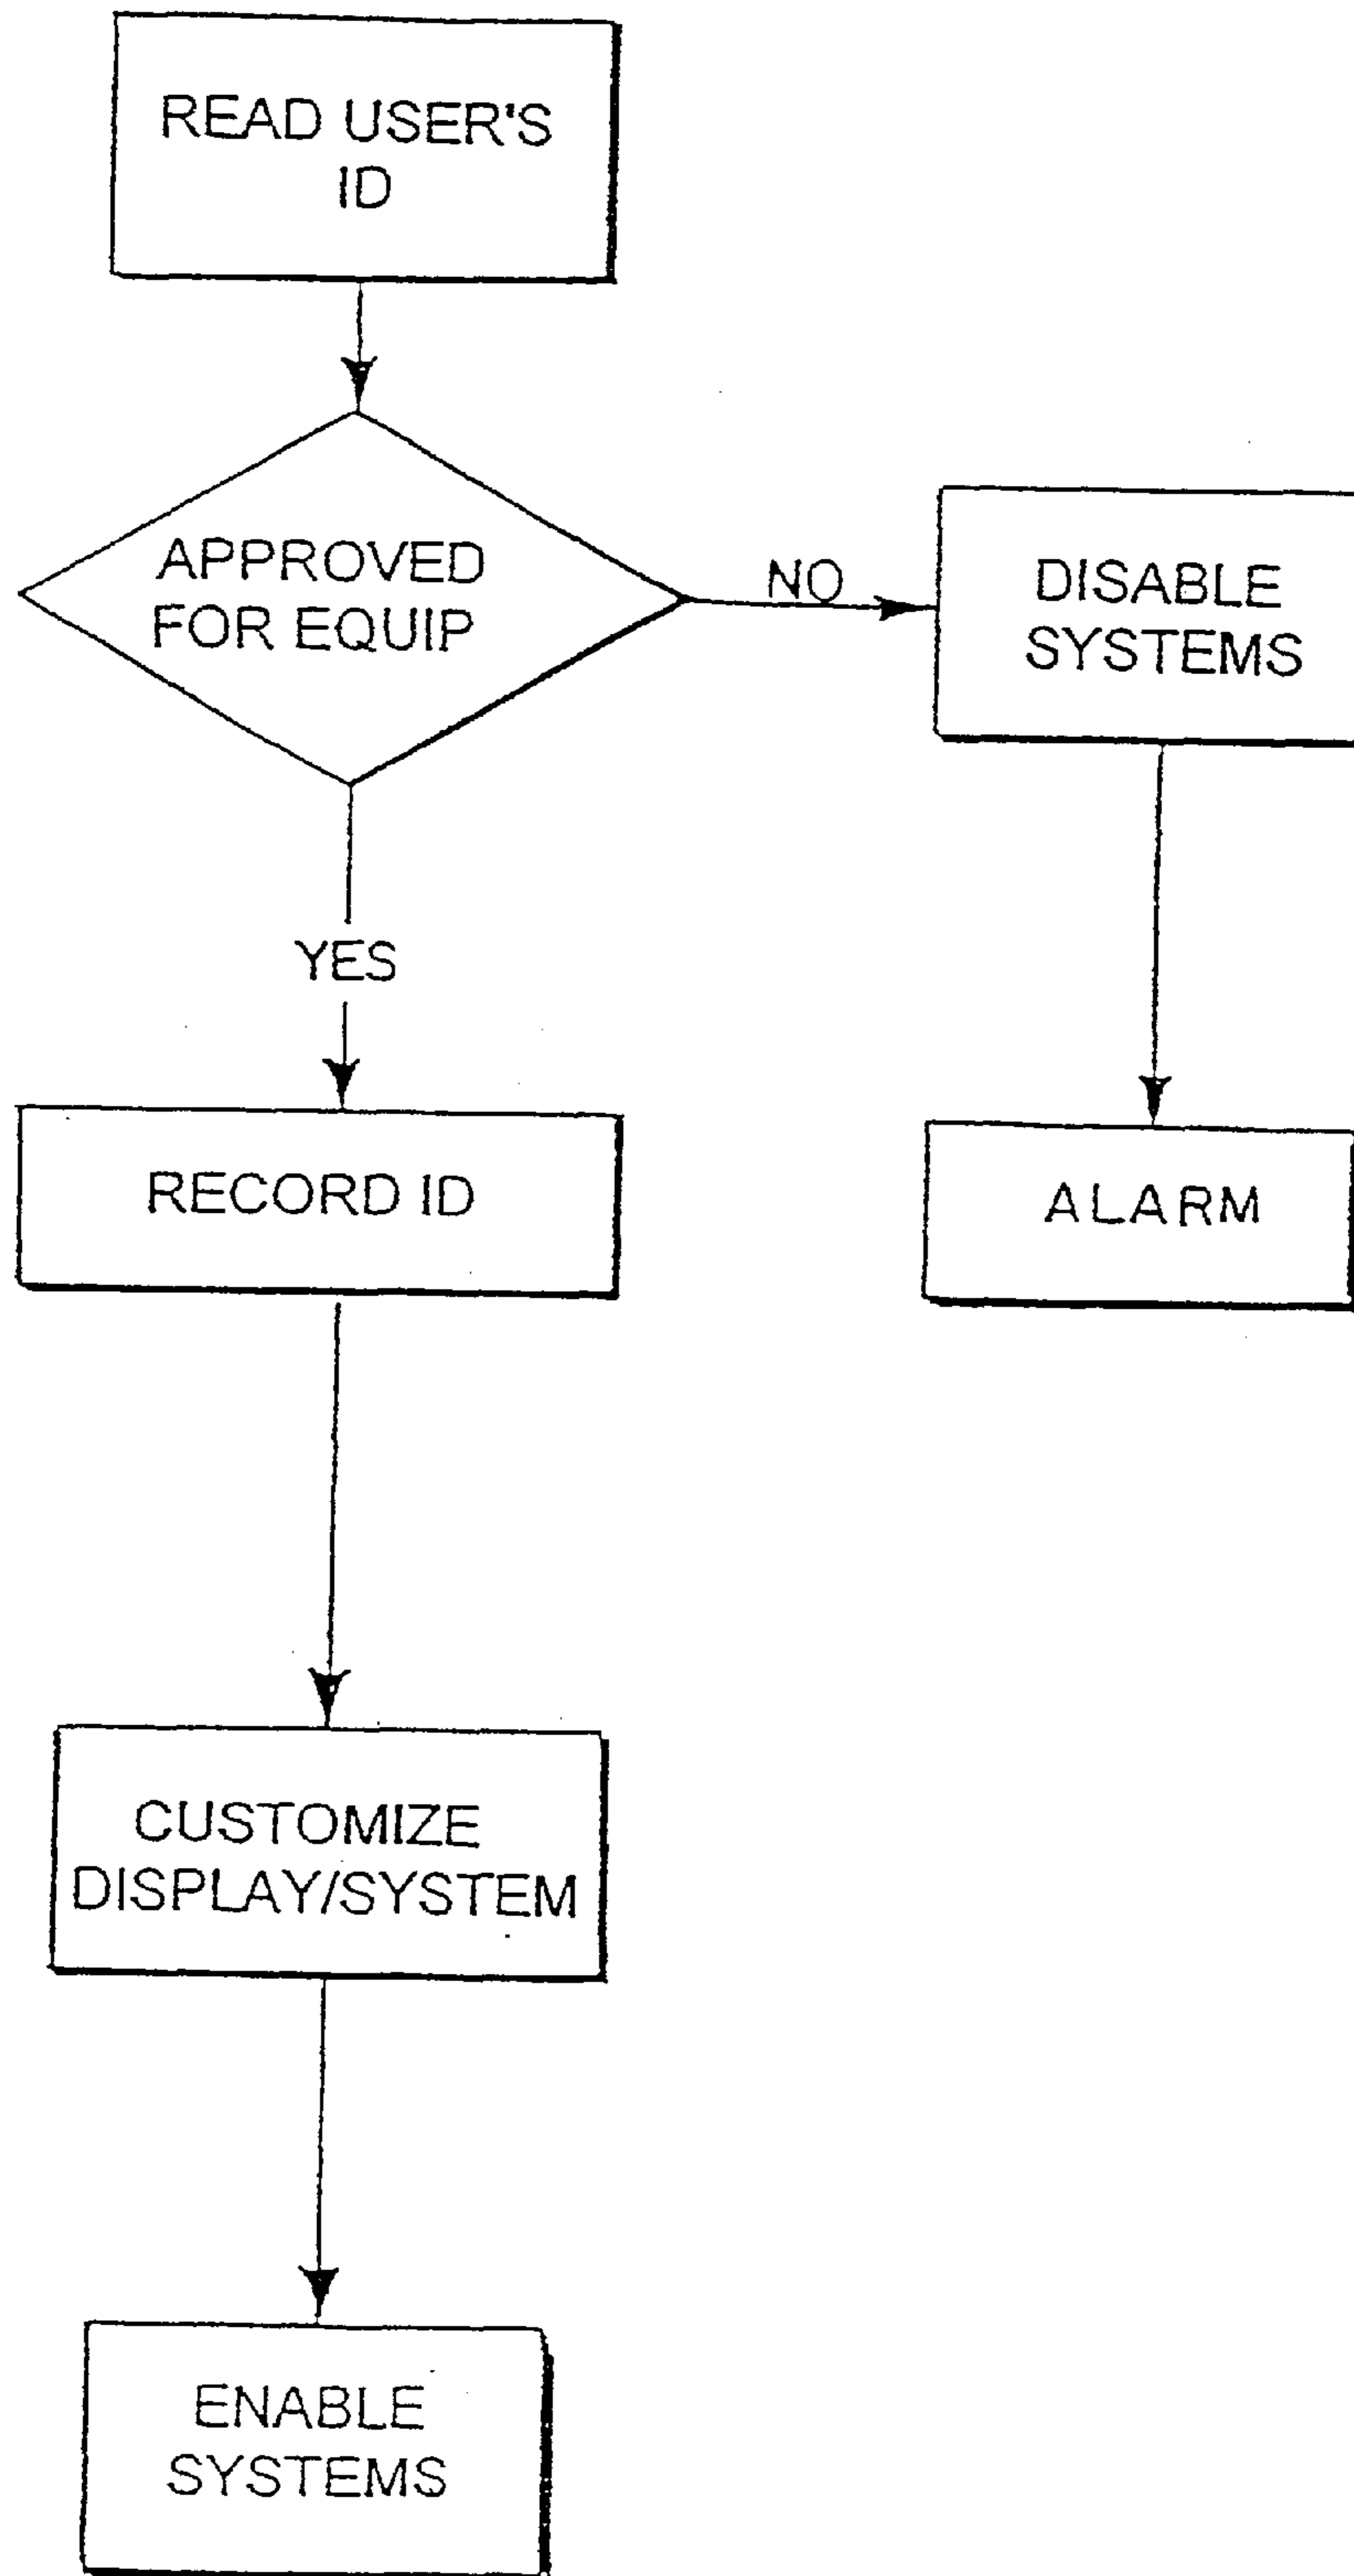 READ USER'S
ID
APPROVED
FOR EQUIP
NO
DISABLE
SYSTEMS
YES
RECORD ID
ALARM
CUSTOMIZE
DISPLAY/SYSTEM
ENABLE
SYSTEMS